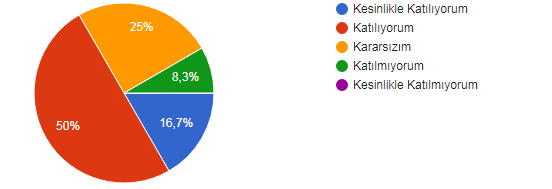 25%
8,3%
16,7%
50%
Kesinlikle Katılıyorum
Katılıyorum
Kararsızım
Katılmıyorum
Kesinlikle Katılmıyorum